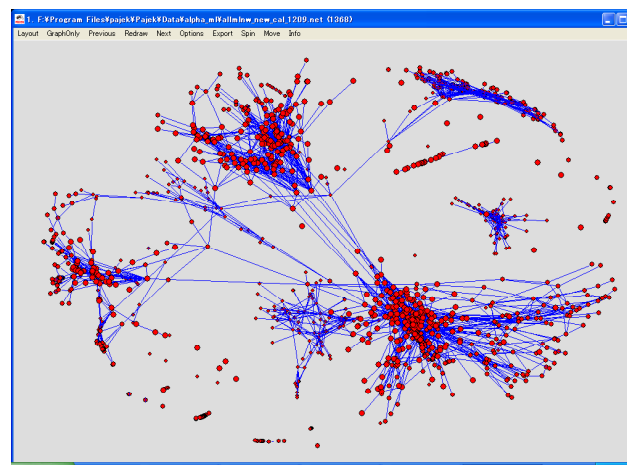 1. F:¥Program Files¥pajek¥Pajek¥Data¥alpha_ml¥allmlnw_new_cal_1209.net (1368)
Layout GraphOnly Previous Redraw Next Options Export Spin Move Info